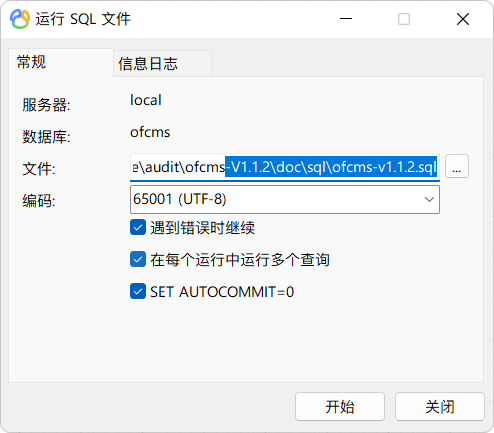 运行 SQL 文件
常规
信息日志
服务器:
local
数据库:
ofcms
文件:
e\audit\ofcms-V1.1.2\doc\sql\ofcms-v1.1.2.sql
...
编码:
65001 (UTF-8)
遇到错误时继续
在每个运行中运行多个查询
SET AUTOCOMMIT=0
开始
关闭